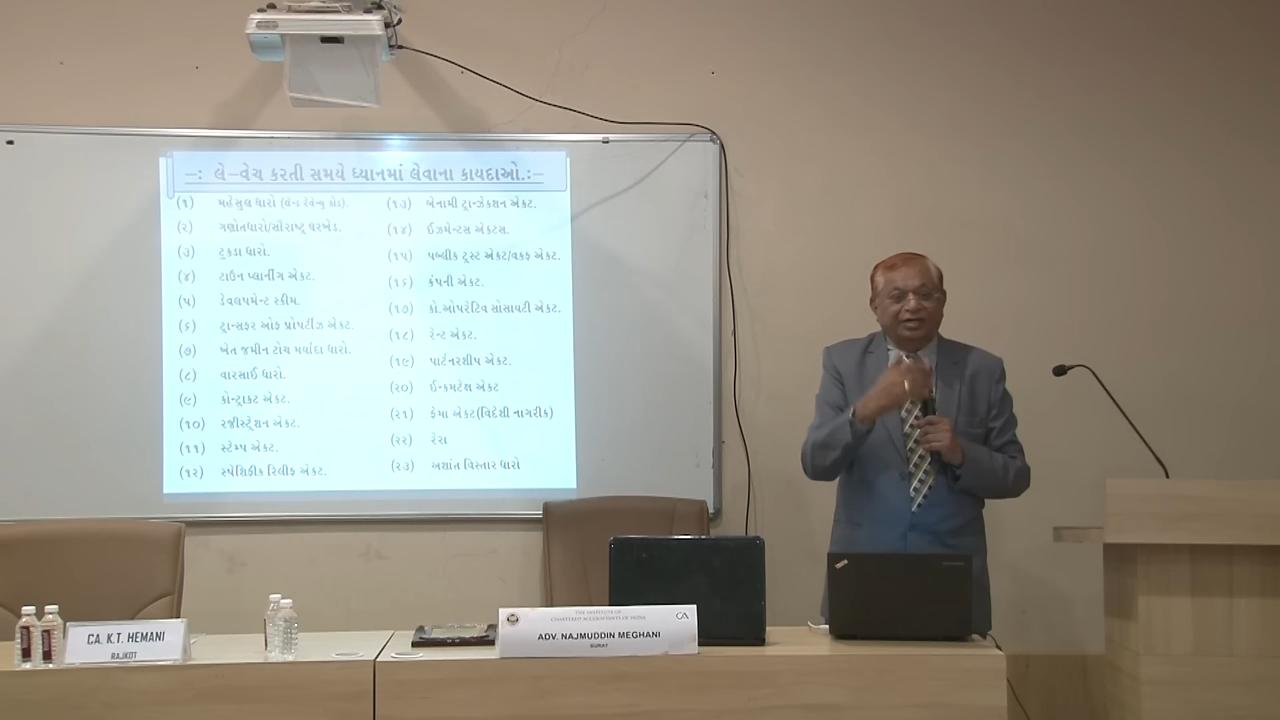 -: લે-વેચ કરતી સમયે ધ્યાનમાં લેવાના કાયદાઓ.:-
(૧) મહેસુલ ધારો (લેન્ડ રેવેન્યુ કોડ).
(૨) ગણોતધારો/સૌરાષ્ટ્ર ઘરખેડ.
(૩) ટુકડા ધારો.
(૪) ટાઉન પ્લાનીંગ એકટ.
(૫) ડેવલપમેન્ટ સ્કીમ.
(૬) ટ્રાન્સફર ઓફ પ્રોપર્ટીઝ એકટ.
(૭) ખેત જમીન ટોચ મર્યાદા ધારો.
(૮) વારસાઈ ધારો.
(૯) કોન્ટ્રાકટ એકટ.
(૧૦) રજીસ્ટ્રેશન એકટ.
(૧૧) સ્ટેમ્પ એકટ.
(૧૨) સ્પેશિફીક રિલીફ એકટ.
(૧૩) બેનામી ટ્રાન્ઝેકશન એકટ.
(૧૪) ઈઝમેન્ટસ એકટસ.
(૧૫) પબ્લીક ટ્રસ્ટ એકટ/વકફ એકટ.
(૧૬) કંપની એકટ.
(૧૭) કો.ઓપરેટિવ સોસાયટી એકટ.
(૧૮) રેન્ટ એકટ.
(૧૯) પાર્ટનરશીપ એકટ.
(૨૦) ઈન્કમટેક્ષ એકટ
(૨૧) ફેમા એકટ(વિદેશી નાગરીક)
(૨૨) રેરા
(૨૩) અશાંત વિસ્તાર ધારો
CA. K.T. HEMANI
RAJKOT
THE INSTITUTE OF
CHARTERED ACCOUNTANTS OF INDIA
CA
ADV. NAJMUDDIN MEGHANI
SURAT